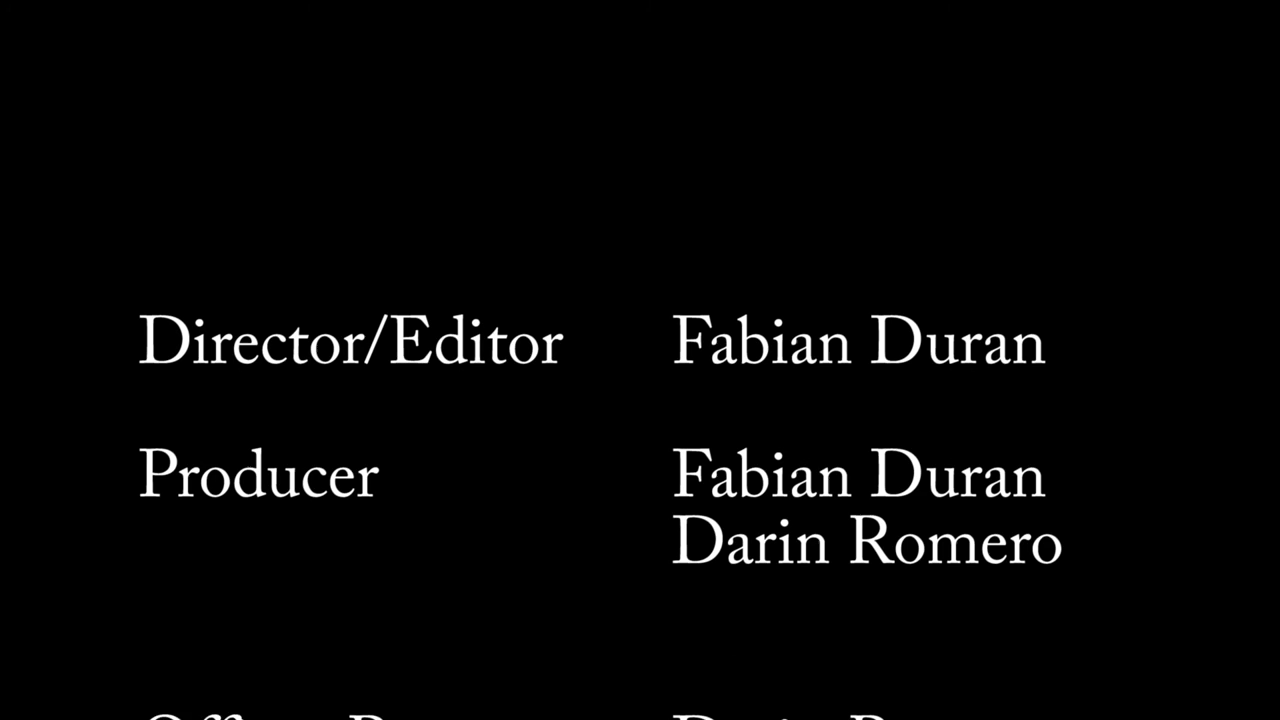 Director/Editor Fabian Duran
Producer Fabian Duran
Darin Romero